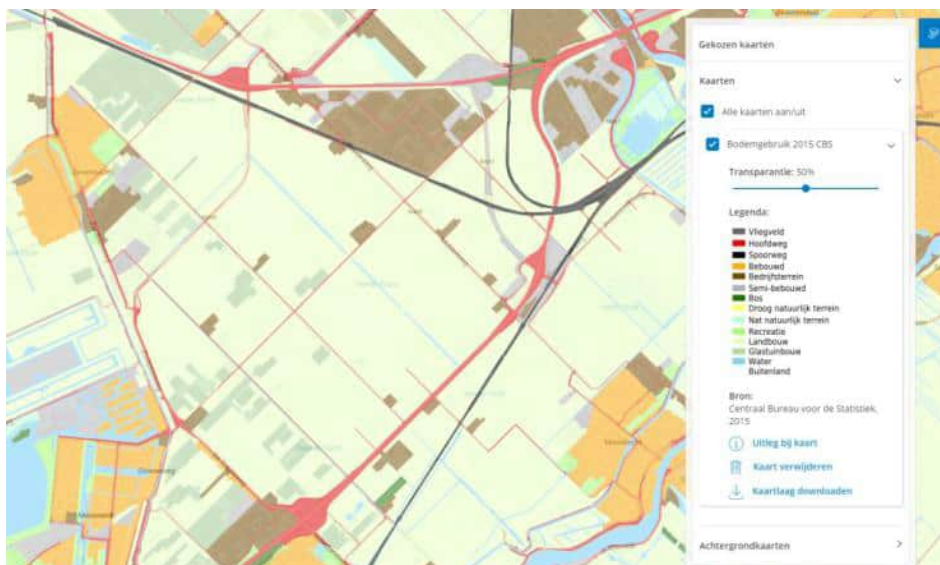 Gekozen kaarten
Kaarten
Alle kaarten aan/uit
Bodemgebruik 2015 CBS
Transparantie: 50%
Legenda:
Vliegveld
Hoofdweg
Spoorweg
Bebouwd
Bedrijfsterrein
Semi-bebouwd
Bos
Droog natuurlijk terrein
Nat natuurlijk terrein
Recreatie
Landbouw
Glastuinbouw
Water
Buitenland
Bron:
Centraal Bureau voor de Statistiek,
2015
Uitleg bij kaart
Kaart verwijderen
Kaartlaag downloaden
Achtergrondkaarten